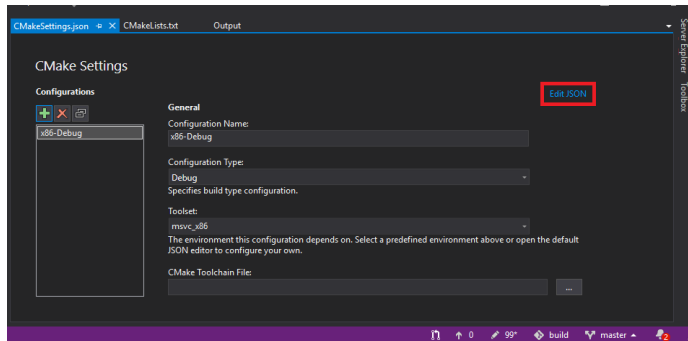 CMakeSettings.json
CMakeLists.txt
Output
Server Explorer
Toolbox
CMake Settings
Configurations
Edit JSON
General
Configuration Name:
x86-Debug
x86-Debug
Configuration Type:
Debug
Specifies build type configuration.
Toolset:
msvc_x86
The environment this configuration depends on. Select a predefined environment above or open the default
JSON editor to configure your own.
CMake Toolchain File:
...
0
99*
build
master
2